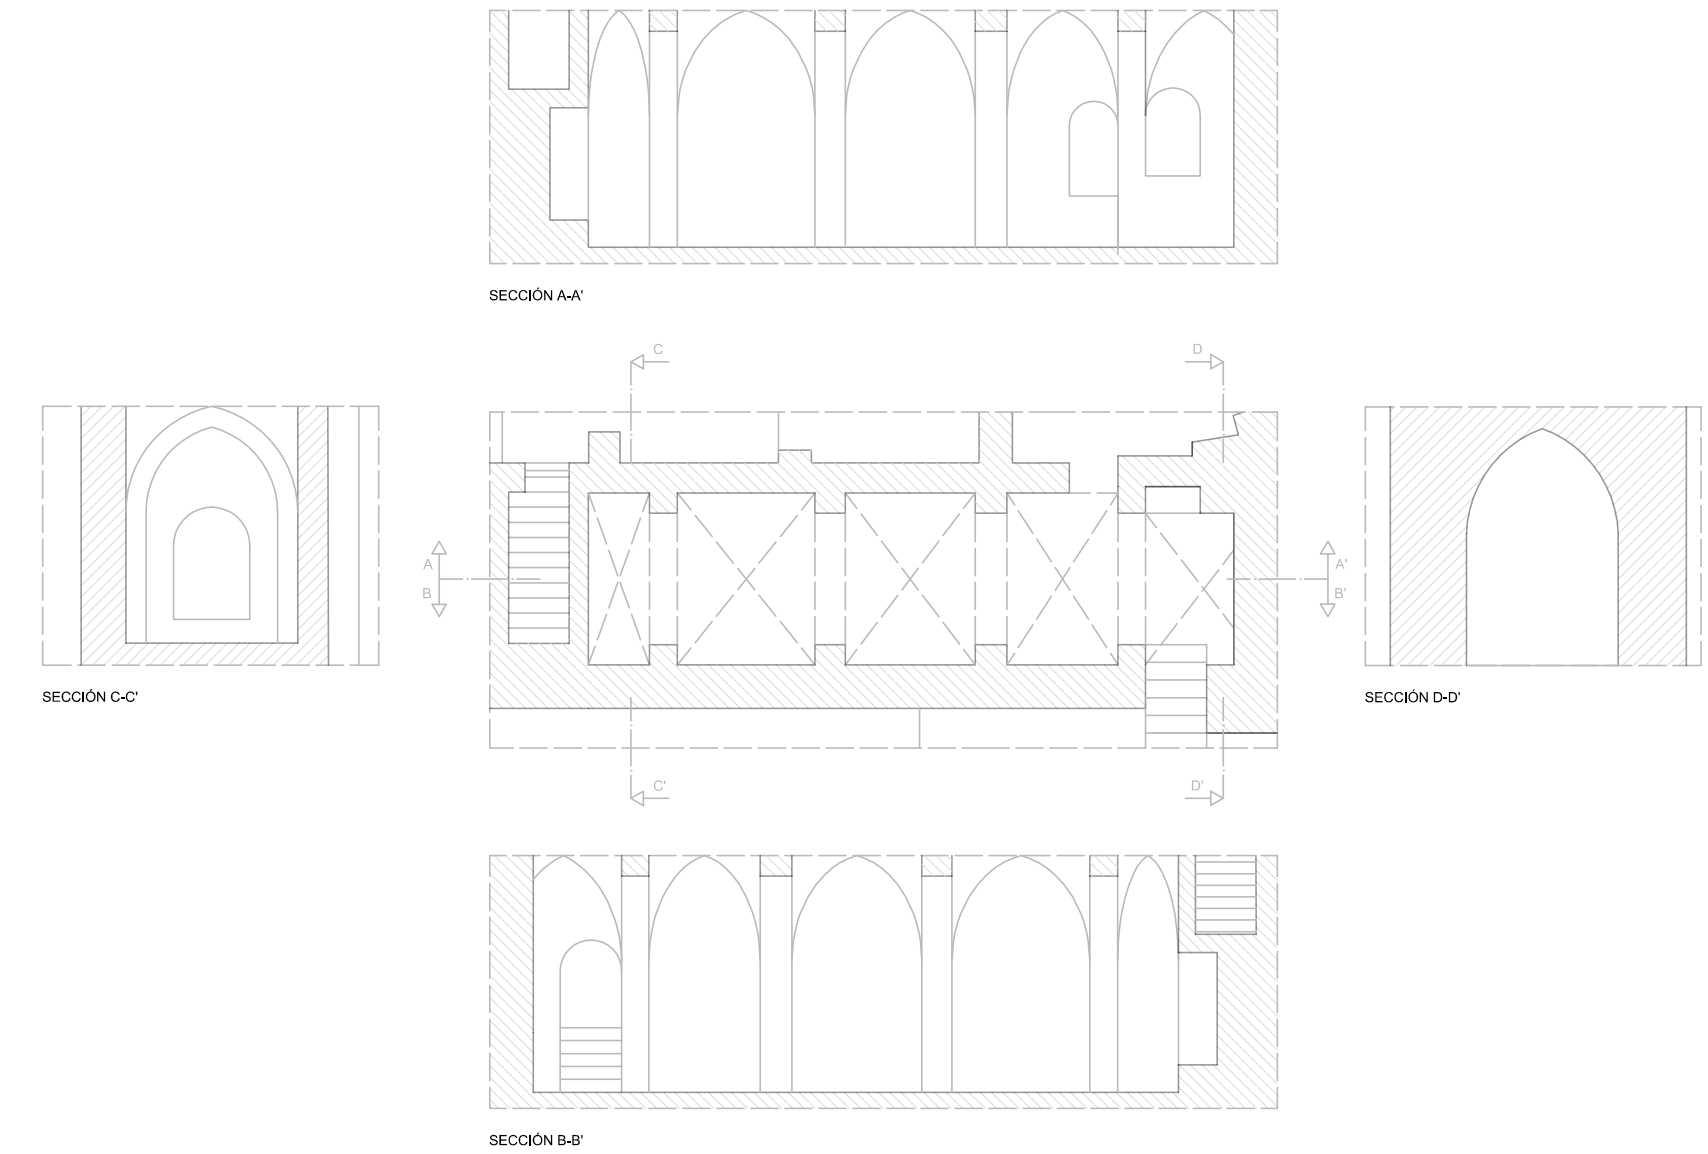 SECCIÓN A-A'
C
D
A
B
A'
B'
SECCIÓN C-C'
SECCIÓN D-D'
C'
D'
SECCIÓN B-B'